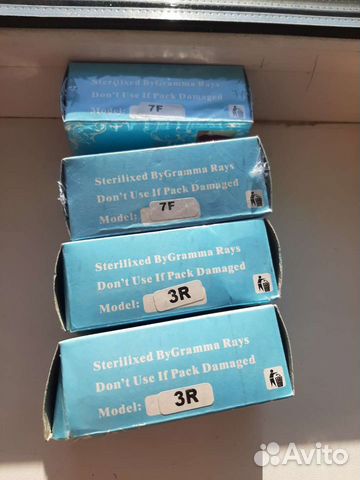 Sterilixed ByGramma Rays
Don't Use If Pack Damaged
Model: 7F
Sterilixed ByGramma Rays
Don't Use If Pack Damaged
Model: 7F
Sterilixed ByGramma Rays
Don't Use If Pack Damaged
Model: 3R
Sterilixed ByGramma Rays
Don't Use If Pack Damaged
Model: 3R
Avito